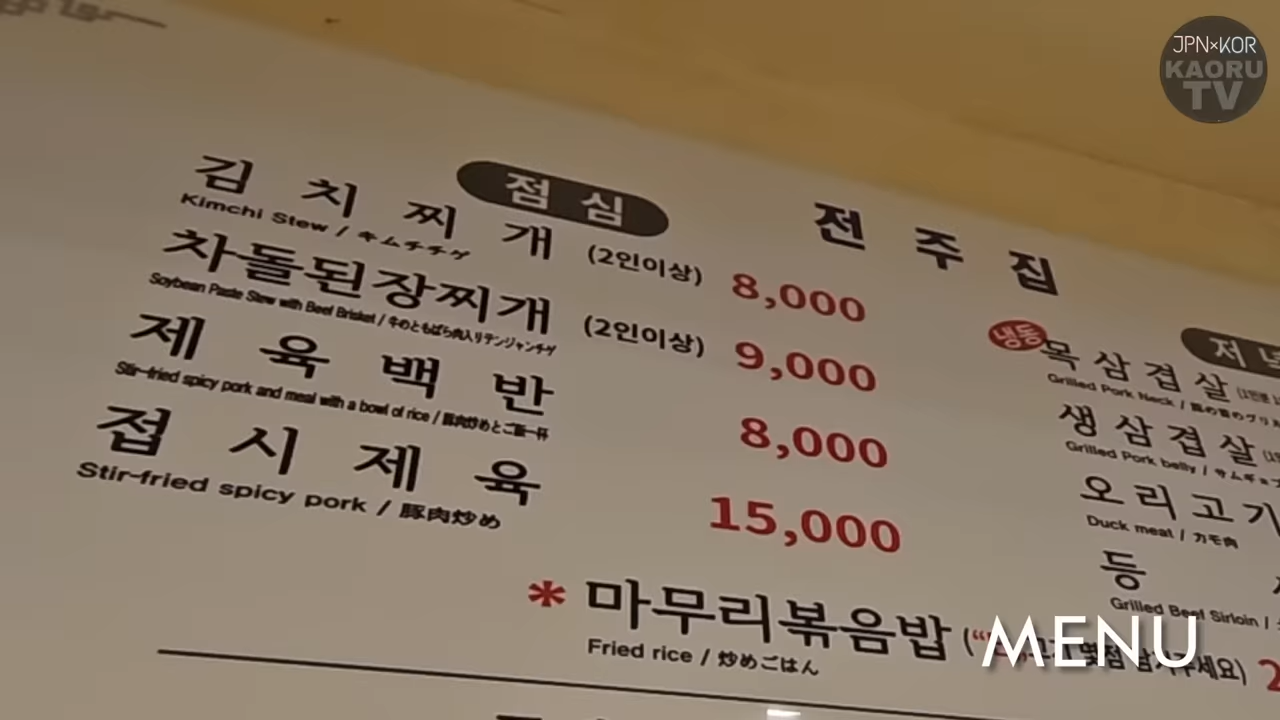 JPN×KOR
KAORU
TV
전주집
점심
김치찌개 (2인이상) 8,000
Kimchi Stew / キムチチゲ
차돌된장찌개 (2인이상) 9,000
Soybean Paste Stew with Beef Brisket / 牛のともばら肉入りテンジャンチゲ
제육백반 8,000
Stir-fried spicy pork and meal with a bowl of rice / 豚肉炒めとご飯一杯
접시제육 15,000
Stir-fried spicy pork / 豚肉炒め
냉동 목삼겹살
Grilled Pork Neck /
생삼겹살
Grilled Pork belly /
오리고기
Duck meat / カモ肉
등
Grilled Beef Sirloin /
* 마무리볶음밥
Fried rice / 炒めごはん
MENU